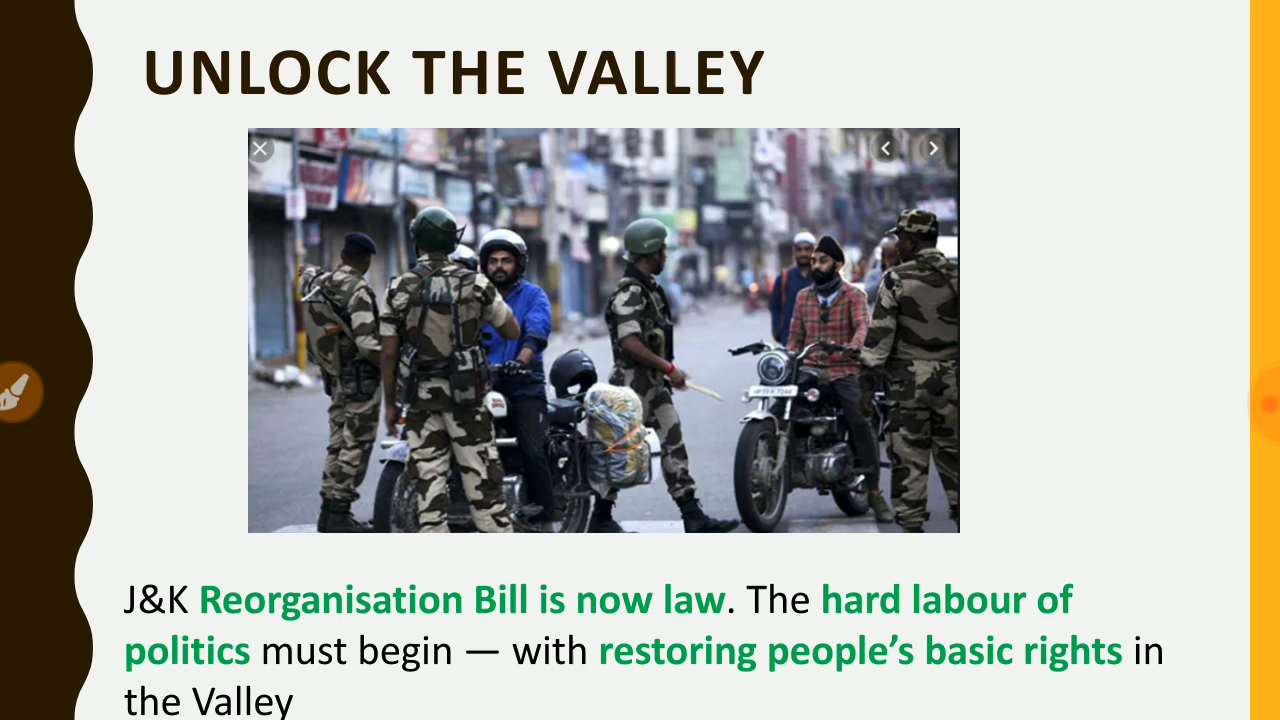 UNLOCK THE VALLEY
J&K Reorganisation Bill is now law. The hard labour of
politics must begin — with restoring people’s basic rights in
the Valley